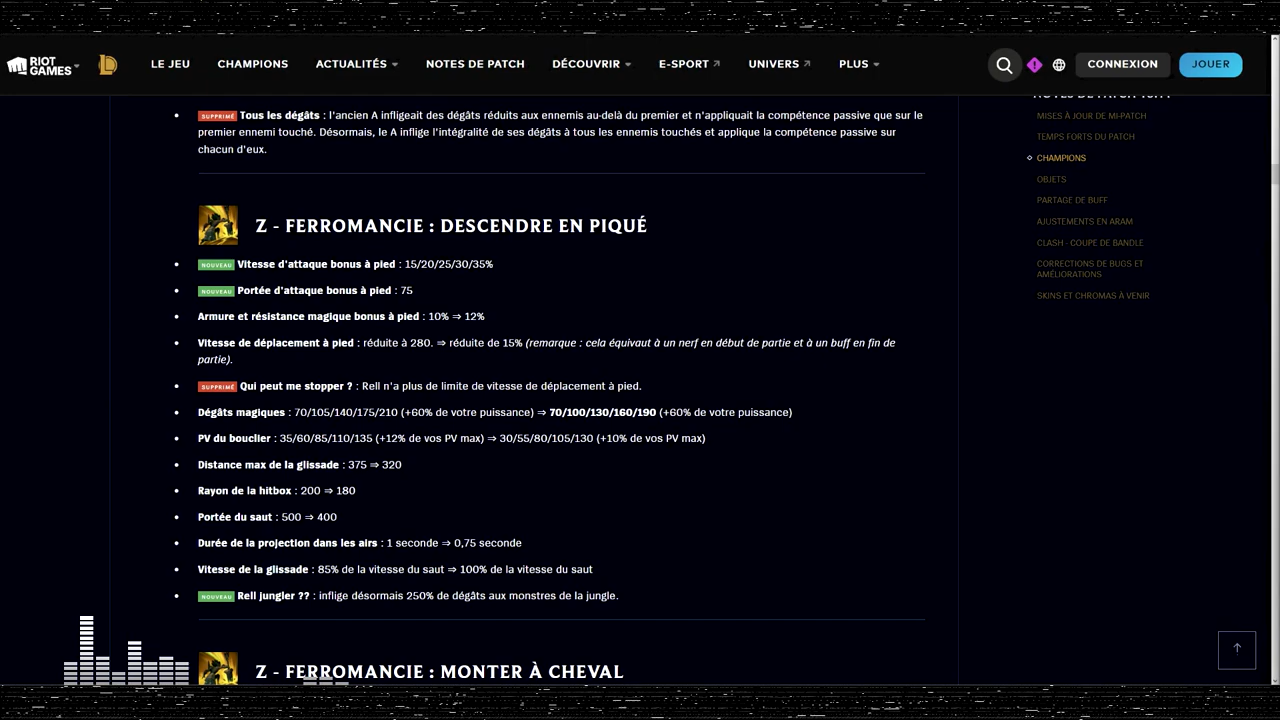 RIOT GAMES
LE JEU
CHAMPIONS
ACTUALITÉS
NOTES DE PATCH
DÉCOUVRIR
E-SPORT
UNIVERS
PLUS
CONNEXION
JOUER
SUPPRIMÉ Tous les dégâts : l'ancien A infligeait des dégâts réduits aux ennemis au-delà du premier et n'appliquait la compétence passive que sur le
premier ennemi touché. Désormais, le A inflige l'intégralité de ses dégâts à tous les ennemis touchés et applique la compétence passive sur
chacun d'eux.
Z - FERROMANCIE : DESCENDRE EN PIQUÉ
NOUVEAU Vitesse d'attaque bonus à pied : 15/20/25/30/35%
NOUVEAU Portée d'attaque bonus à pied : 75
Armure et résistance magique bonus à pied : 10% ⇒ 12%
Vitesse de déplacement à pied : réduite à 280. ⇒ réduite de 15% (remarque : cela équivaut à un nerf en début de partie et à un buff en fin de
partie).
SUPPRIMÉ Qui peut me stopper ? : Rell n'a plus de limite de vitesse de déplacement à pied.
Dégâts magiques : 70/105/140/175/210 (+60% de votre puissance) ⇒ 70/100/130/160/190 (+60% de votre puissance)
PV du bouclier : 35/60/85/110/135 (+12% de vos PV max) ⇒ 30/55/80/105/130 (+10% de vos PV max)
Distance max de la glissade : 375 ⇒ 320
Rayon de la hitbox : 200 ⇒ 180
Portée du saut : 500 ⇒ 400
Durée de la projection dans les airs : 1 seconde ⇒ 0,75 seconde
Vitesse de la glissade : 85% de la vitesse du saut ⇒ 100% de la vitesse du saut
NOUVEAU Rell jungler ?? : inflige désormais 250% de dégâts aux monstres de la jungle.
Z - FERROMANCIE : MONTER À CHEVAL
MISES À JOUR DE MI-PATCH
TEMPS FORTS DU PATCH
CHAMPIONS
OBJETS
PARTAGE DE BUFF
AJUSTEMENTS EN ARAM
CLASH - COUPE DE BANDLE
CORRECTIONS DE BUGS ET
AMÉLIORATIONS
SKINS ET CHROMAS À VENIR